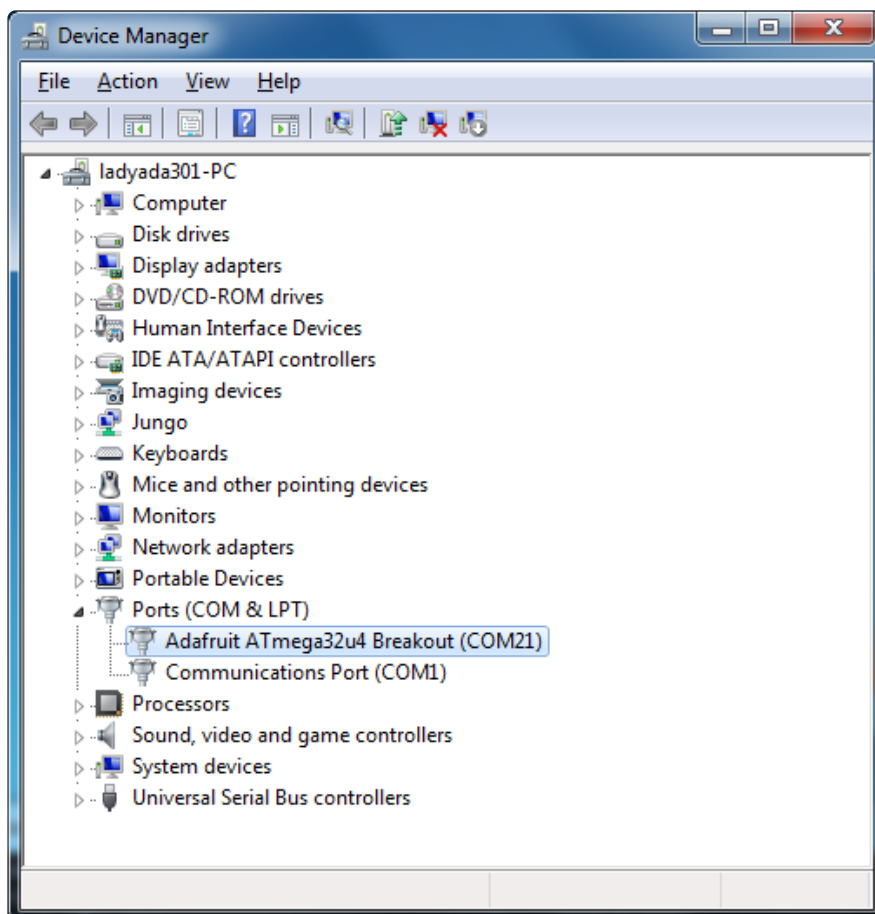 Device Manager
File Action View Help
ladyada301-PC
Computer
Disk drives
Display adapters
DVD/CD-ROM drives
Human Interface Devices
IDE ATA/ATAPI controllers
Imaging devices
Jungo
Keyboards
Mice and other pointing devices
Monitors
Network adapters
Portable Devices
Ports (COM & LPT)
Adafruit ATmega32u4 Breakout (COM21)
Communications Port (COM1)
Processors
Sound, video and game controllers
System devices
Universal Serial Bus controllers